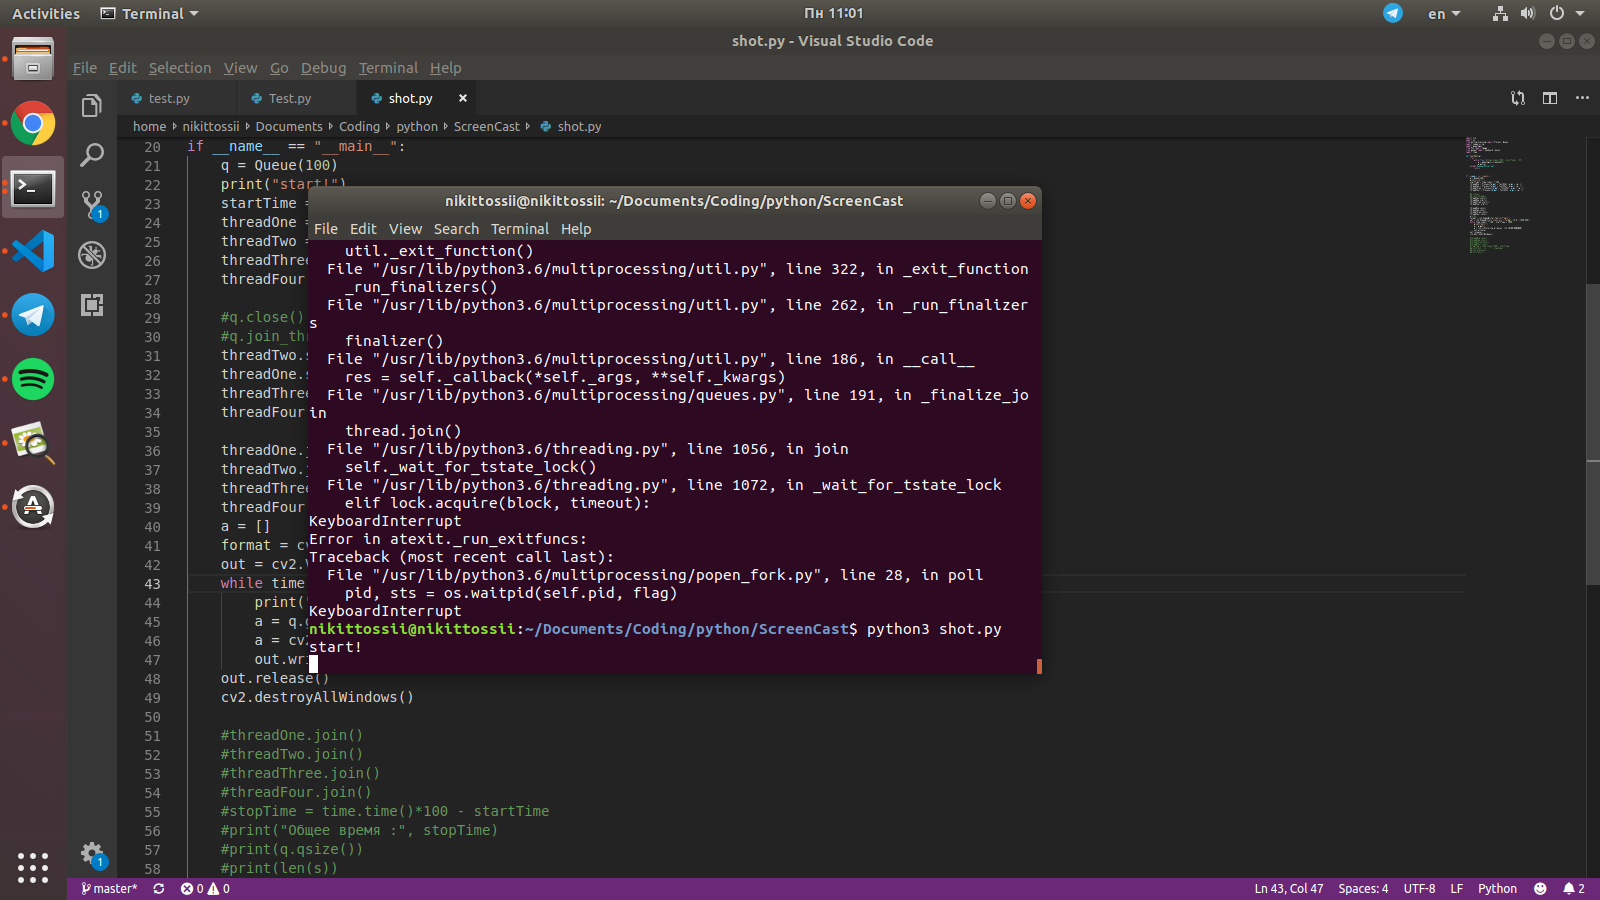 Activities
Terminal
Пн 11:01
en
shot.py - Visual Studio Code
File Edit Selection View Go Debug Terminal Help
test.py
Test.py
shot.py
home nikittossii Documents Coding python ScreenCast shot.py
20 if __name__ == "__main__":
21 q = Queue(100)
22 print("start!")
23 startTime =
24 threadOne =
25 threadTwo =
26 threadThree
27 threadFour
28
29 #q.close()
30 #q.join_thr
31 threadTwo.s
32 threadOne.s
33 threadThree
34 threadFour
35
36 threadOne.j
37 threadTwo.j
38 threadThree
39 threadFour
40 a = []
41 format = cv
42 out = cv2.V
43 while time
44 print(
45 a = q.g
46 a = cv2
47 out.wri
48 out.release()
49 cv2.destroyAllWindows()
50
51 #threadOne.join()
52 #threadTwo.join()
53 #threadThree.join()
54 #threadFour.join()
55 #stopTime = time.time()*100 - startTime
56 #print("Общее время :", stopTime)
57 #print(q.qsize())
58 #print(len(s))
nikittossii@nikittossii: ~/Documents/Coding/python/ScreenCast
File Edit View Search Terminal Help
util._exit_function()
File "/usr/lib/python3.6/multiprocessing/util.py", line 322, in _exit_function
_run_finalizers()
File "/usr/lib/python3.6/multiprocessing/util.py", line 262, in _run_finalizer
s
finalizer()
File "/usr/lib/python3.6/multiprocessing/util.py", line 186, in __call__
res = self._callback(*self._args, **self._kwargs)
File "/usr/lib/python3.6/multiprocessing/queues.py", line 191, in _finalize_jo
in
thread.join()
File "/usr/lib/python3.6/threading.py", line 1056, in join
self._wait_for_tstate_lock()
File "/usr/lib/python3.6/threading.py", line 1072, in _wait_for_tstate_lock
elif lock.acquire(block, timeout):
KeyboardInterrupt
Error in atexit._run_exitfuncs:
Traceback (most recent call last):
File "/usr/lib/python3.6/multiprocessing/popen_fork.py", line 28, in poll
pid, sts = os.waitpid(self.pid, flag)
KeyboardInterrupt
nikittossii@nikittossii:~/Documents/Coding/python/ScreenCast$ python3 shot.py
start!
1
1
master* 0 0
Ln 43, Col 47 Spaces: 4 UTF-8 LF Python 2